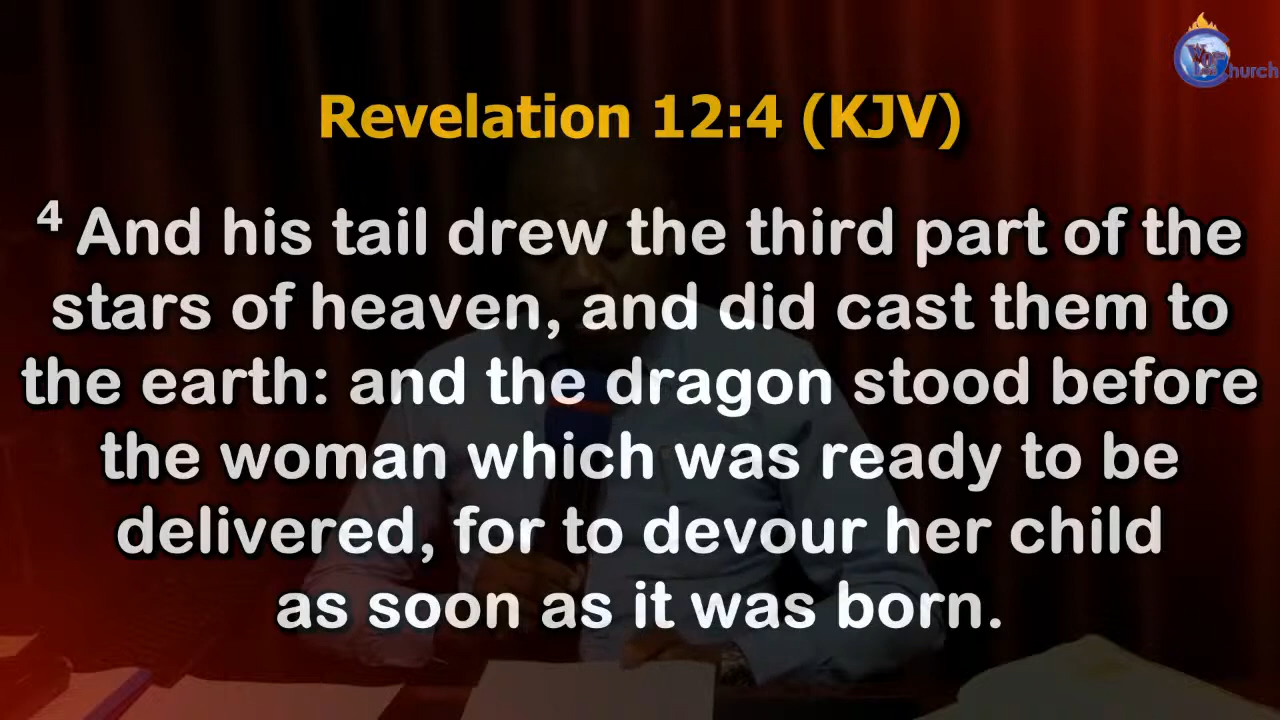 Church
Revelation 12:4 (KJV)
4 And his tail drew the third part of the
stars of heaven, and did cast them to
the earth: and the dragon stood before
the woman which was ready to be
delivered, for to devour her child
as soon as it was born.